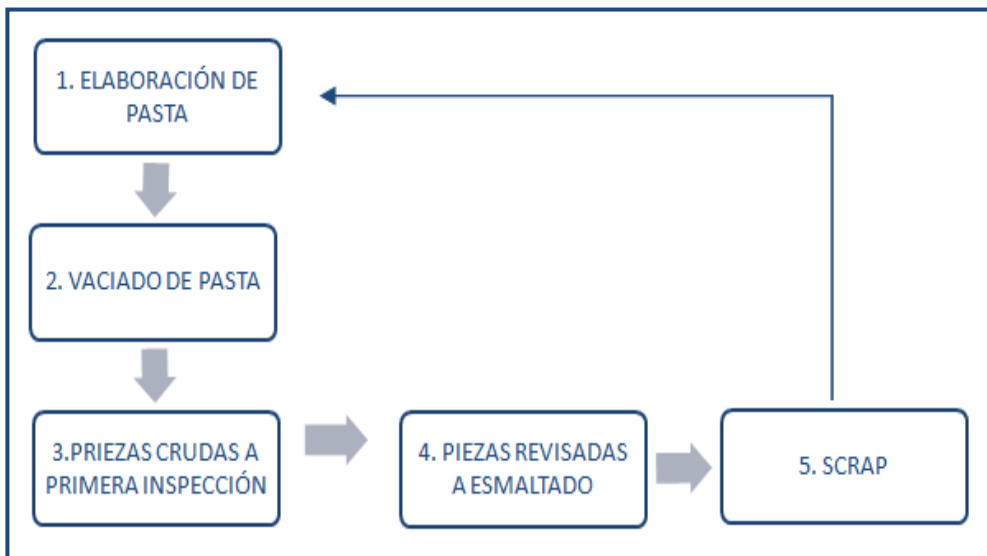 1. ELABORACIÓN DE
PASTA
2. VACIADO DE PASTA
3.PRIEZAS CRUDAS A
PRIMERA INSPECCIÓN
4. PIEZAS REVISADAS
A ESMALTADO
5. SCRAP